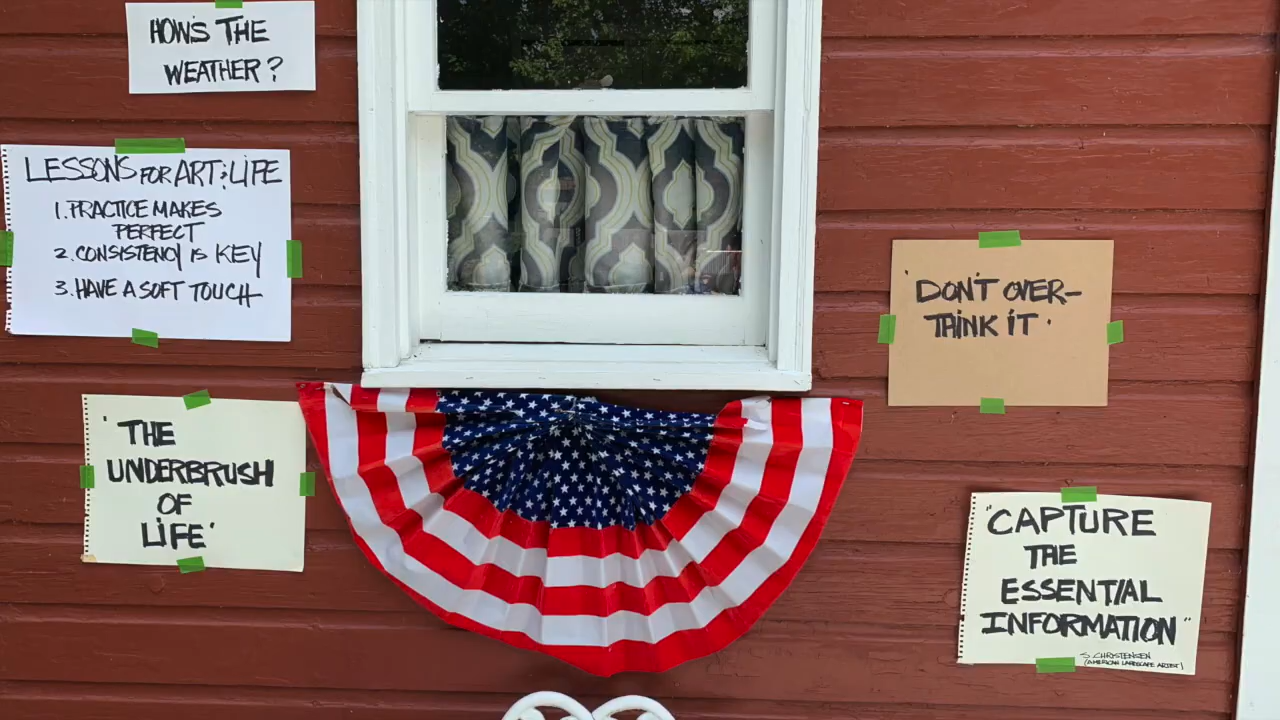 HOW'S THE
WEATHER?
LESSONS FOR ART & LIFE
1. PRACTICE MAKES
PERFECT
2. CONSISTENCY IS KEY
3. HAVE A SOFT TOUCH
'THE
UNDERBRUSH
OF
LIFE'
'DON'T OVER-
THINK IT'
"CAPTURE
THE
ESSENTIAL
INFORMATION"
S. CHRISTENSEN
(AMERICAN LANDSCAPE ARTIST)